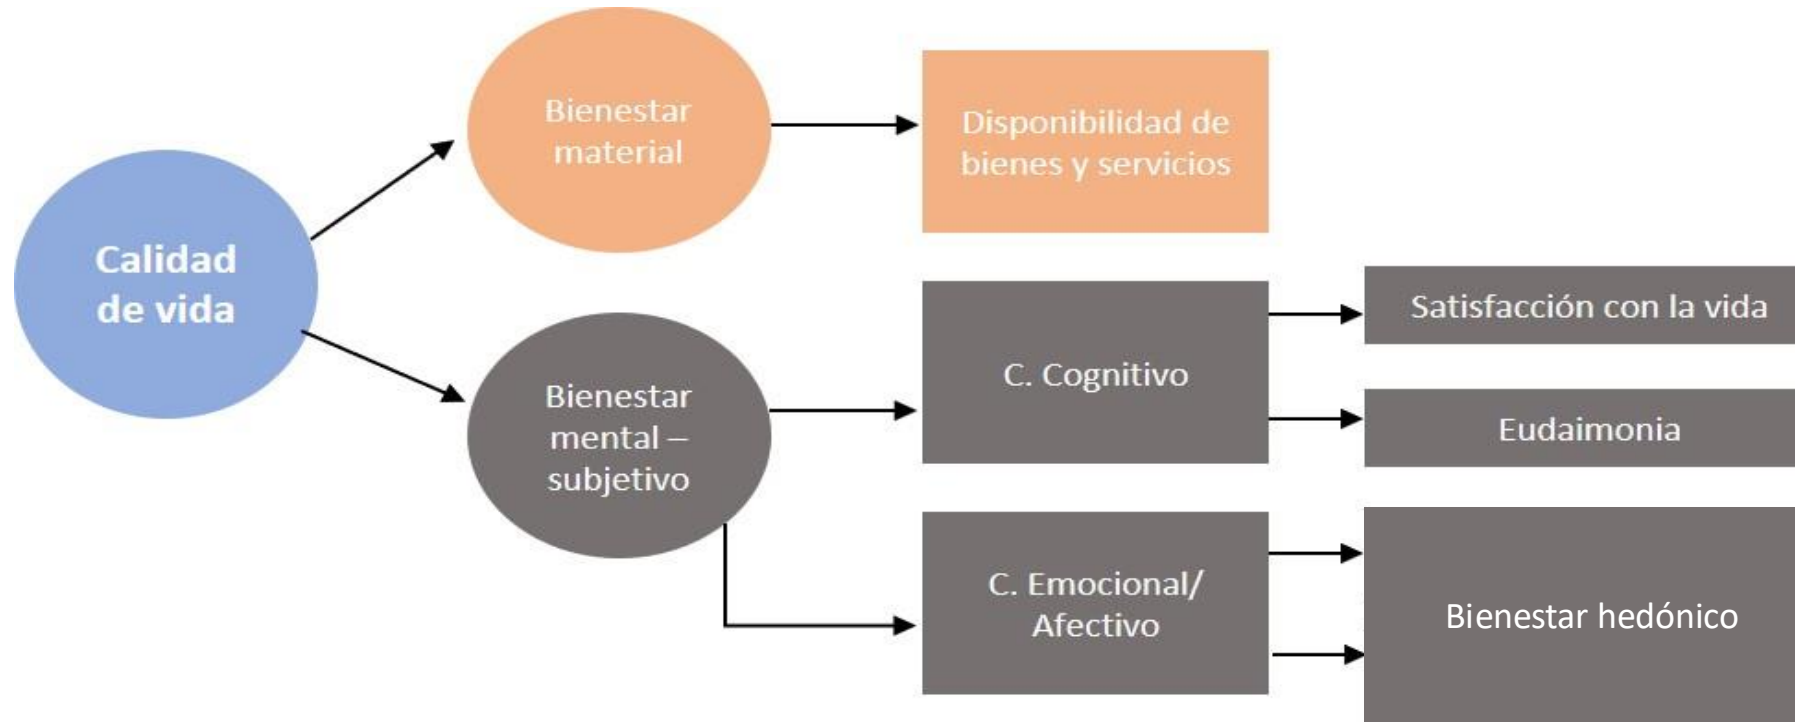 Bienestar
material
Disponibilidad de
bienes y servicios
Calidad
de vida
Satisfacción con la vida
C. Cognitivo
Bienestar
mental –
subjetivo
Eudaimonia
C. Emocional/
Afectivo
Bienestar hedónico